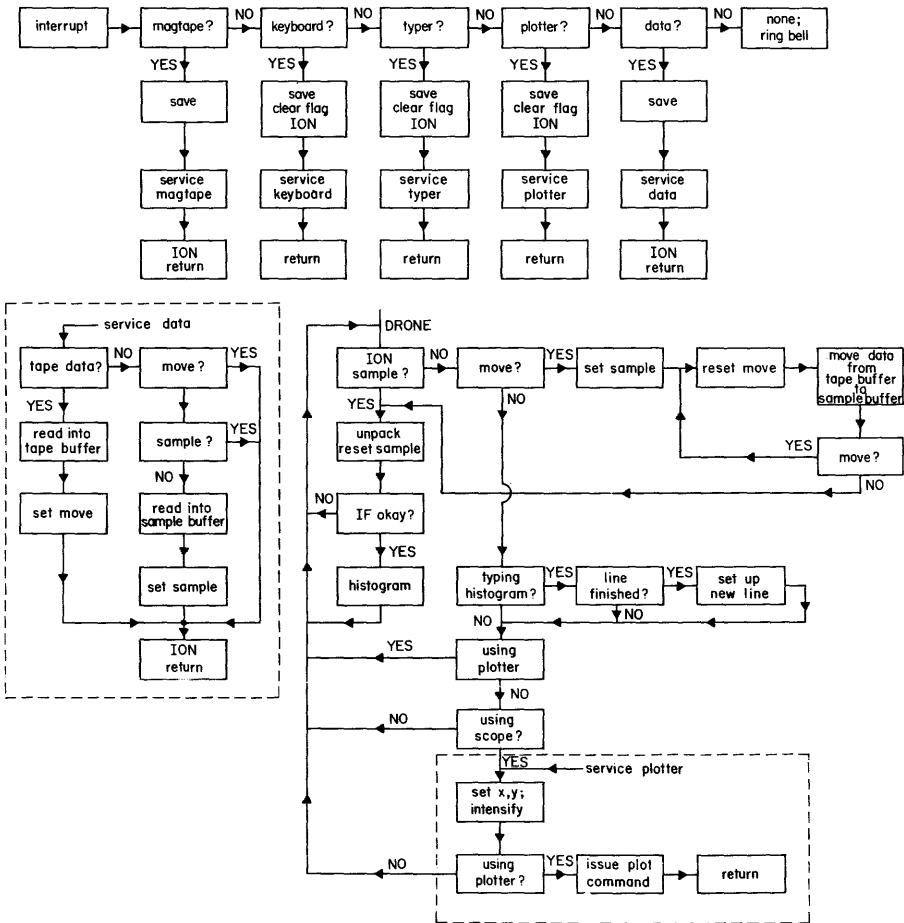 interrupt
magtape?
NO
keyboard?
NO
typer?
NO
plotter?
NO
data?
NO
none;
ring bell
YES
YES
YES
YES
YES
save
save
clear flag
ION
save
clear flag
ION
save
clear flag
ION
save
service
magtape
service
keyboard
service
typer
service
plotter
service
data
ION
return
return
return
return
ION
return
service data
tape data?
NO
move?
YES
YES
read into
tape buffer
sample?
YES
NO
set move
read into
sample buffer
set sample
ION
return
DRONE
ION
sample?
NO
move?
YES
set sample
reset move
move data
from
tape buffer
to
sample buffer
YES
NO
unpack
reset sample
YES
move?
NO
NO
IF okay?
YES
histogram
typing
histogram?
YES
line
finished?
YES
set up
new line
NO
NO
YES
using
plotter
NO
NO
using
scope?
YES
service plotter
set x,y;
intensify
NO
using
plotter?
YES
issue plot
command
return